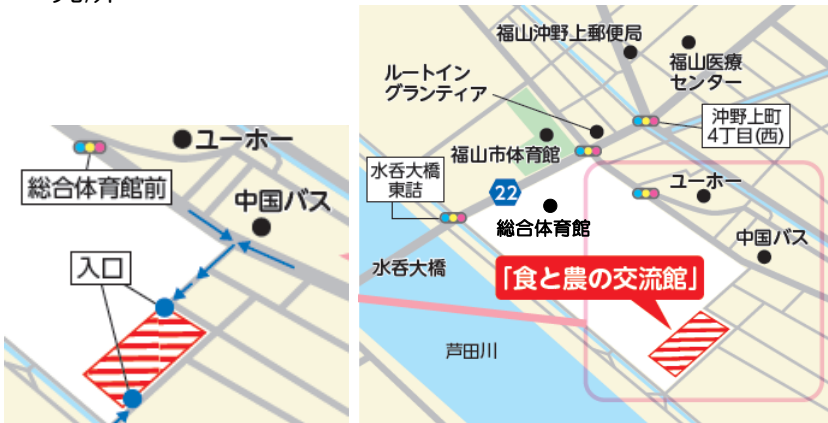 ユーホー
総合体育館前
中国バス
入口
福山沖野上郵便局
福山医療
センター
ルートイン
グランティア
沖野上町
4丁目(西)
福山市体育館
水呑大橋
東詰
22
ユーホー
総合体育館
中国バス
水呑大橋
「食と農の交流館」
芦田川